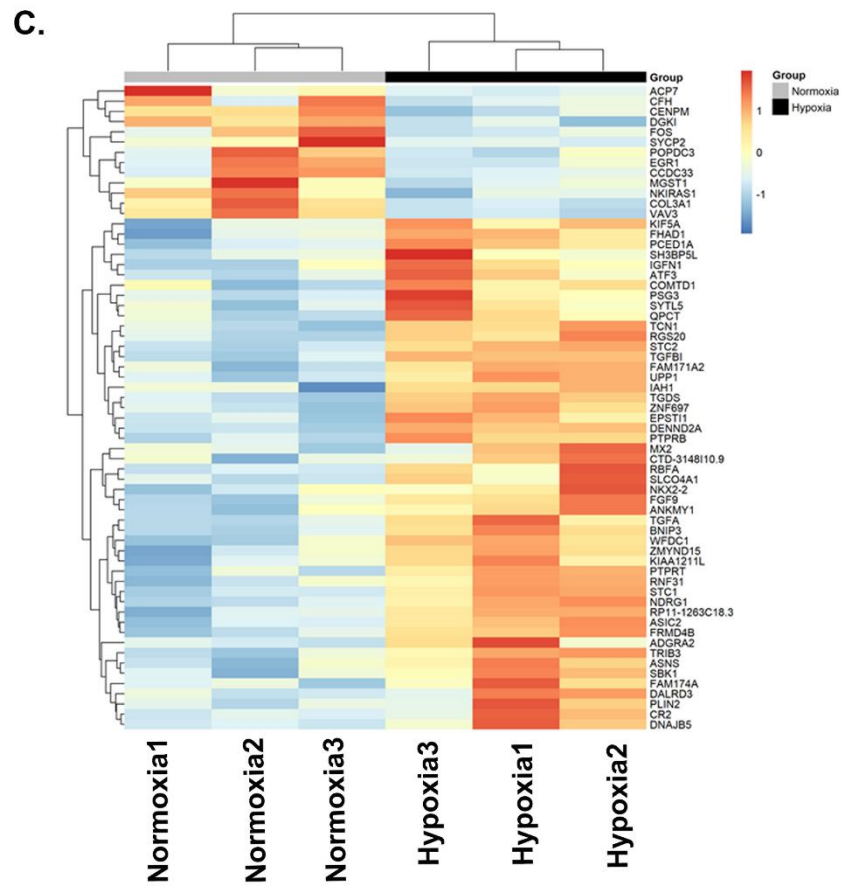 C.
Group
ACP7
CFH
CENPM
DGKI
FOS
SYCP2
POPDC3
EGR1
CCDC33
MGST1
NKIRAS1
COL3A1
VAV3
KIF5A
FHAD1
PCED1A
SH3BP5L
IGFN1
ATF3
COMTD1
PSG3
SYTL5
QPCT
TCN1
RGS20
STC2
TGFBI
FAM171A2
UPP1
IAH1
TGDS
ZNF697
EPSTI1
DENND2A
PTPRB
MX2
CTD-3148I10.9
RBFA
SLCO4A1
NKX2-2
FGF9
ANKMY1
TGFA
BNIP3
WFDC1
ZMYND15
KIAA1211L
PTPRT
RNF31
STC1
NDRG1
RP11-1263C18.3
ASIC2
FRMD4B
ADGRA2
TRIB3
ASNS
SBK1
FAM174A
DALRD3
PLIN2
CR2
DNAJB5
1
0
-1
Group
Normoxia
Hypoxia
Normoxia1
Normoxia2
Normoxia3
Hypoxia3
Hypoxia1
Hypoxia2